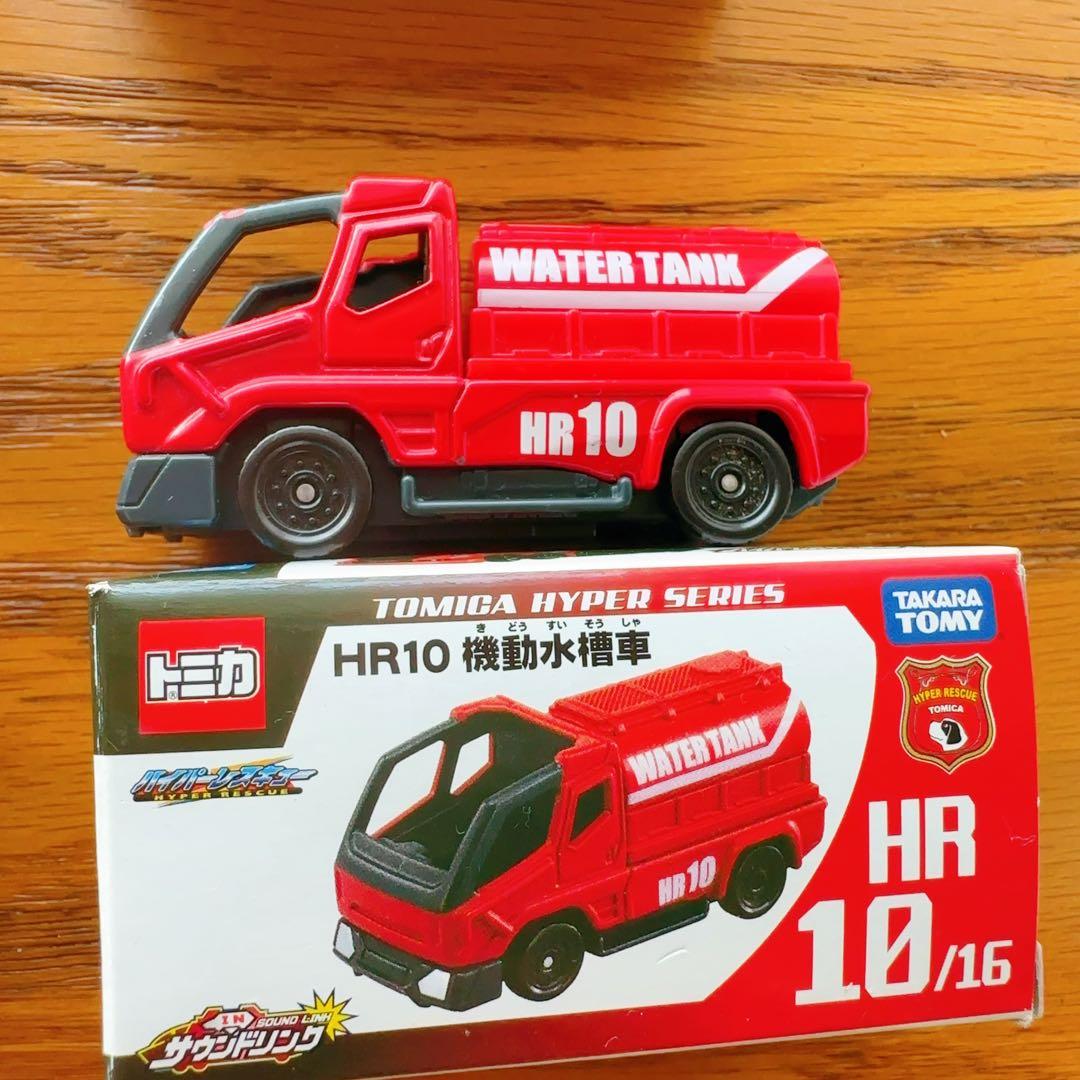 WATER TANK
HR10
TOMICA HYPER SERIES
TAKARA TOMY
トミカ®
きどうすいそうしゃ
HR10 機動水槽車
HYPER RESCUE
TOMICA
ハイパーレスキュー
HYPER RESCUE
WATER TANK
HR10
HR
10/16
IN SOUND LINK
サウンドリンク